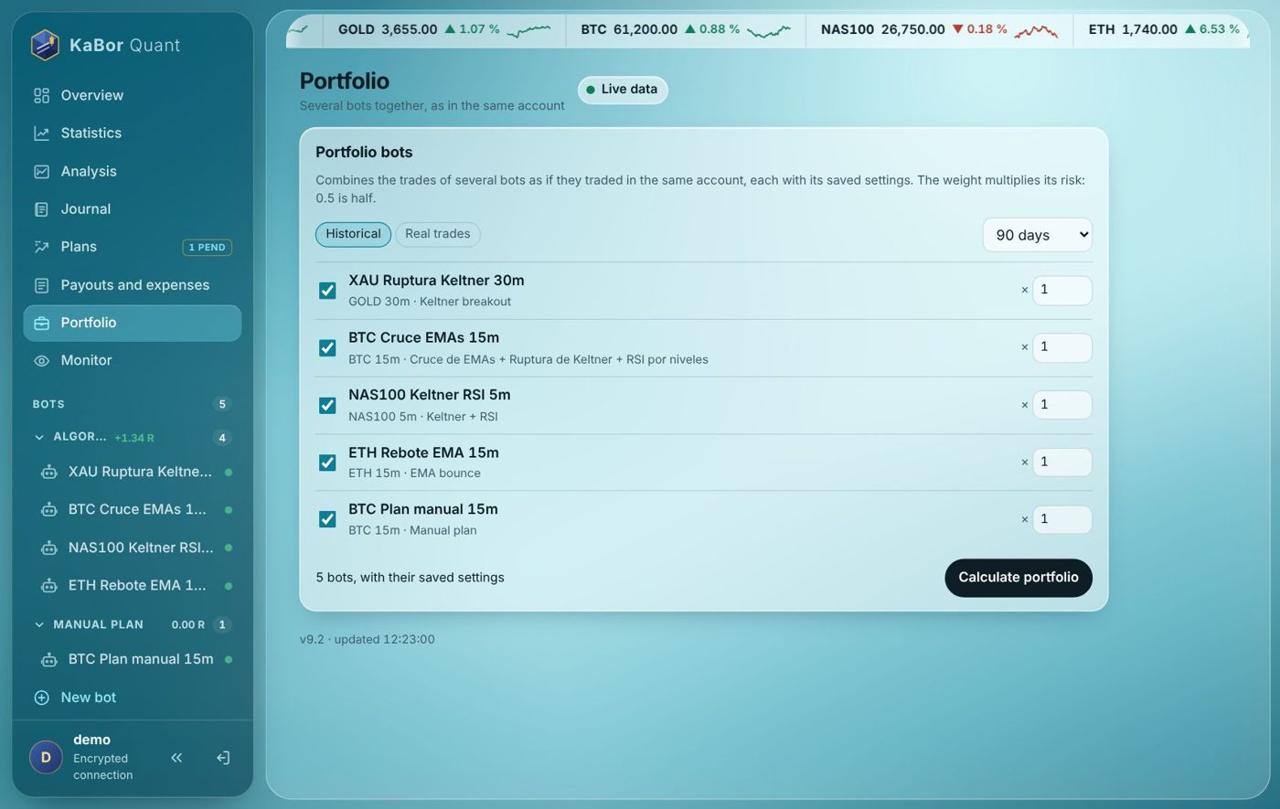 KaBor Quant
Overview
Statistics
Analysis
Journal
Plans 1 PEND
Payouts and expenses
Portfolio
Monitor
BOTS 5
ALGOR... +1.34 R 4
XAU Ruptura Keltne...
BTC Cruce EMAs 1...
NAS100 Keltner RSI...
ETH Rebote EMA 1...
MANUAL PLAN 0.00 R 1
BTC Plan manual 15m
New bot
D
demo
Encrypted
connection
GOLD 3,655.00 ▲ 1.07 % BTC 61,200.00 ▲ 0.88 % NAS100 26,750.00 ▼ 0.18 % ETH 1,740.00 ▲ 6.53 %
Portfolio
Several bots together, as in the same account
Live data
Portfolio bots
Combines the trades of several bots as if they traded in the same account, each with its saved settings. The weight multiplies its risk:
0.5 is half.
Historical Real trades 90 days
XAU Ruptura Keltner 30m
GOLD 30m · Keltner breakout
× 1
BTC Cruce EMAs 15m
BTC 15m · Cruce de EMAs + Ruptura de Keltner + RSI por niveles
× 1
NAS100 Keltner RSI 5m
NAS100 5m · Keltner + RSI
× 1
ETH Rebote EMA 15m
ETH 15m · EMA bounce
× 1
BTC Plan manual 15m
BTC 15m · Manual plan
× 1
5 bots, with their saved settings
Calculate portfolio
v9.2 · updated 12:23:00